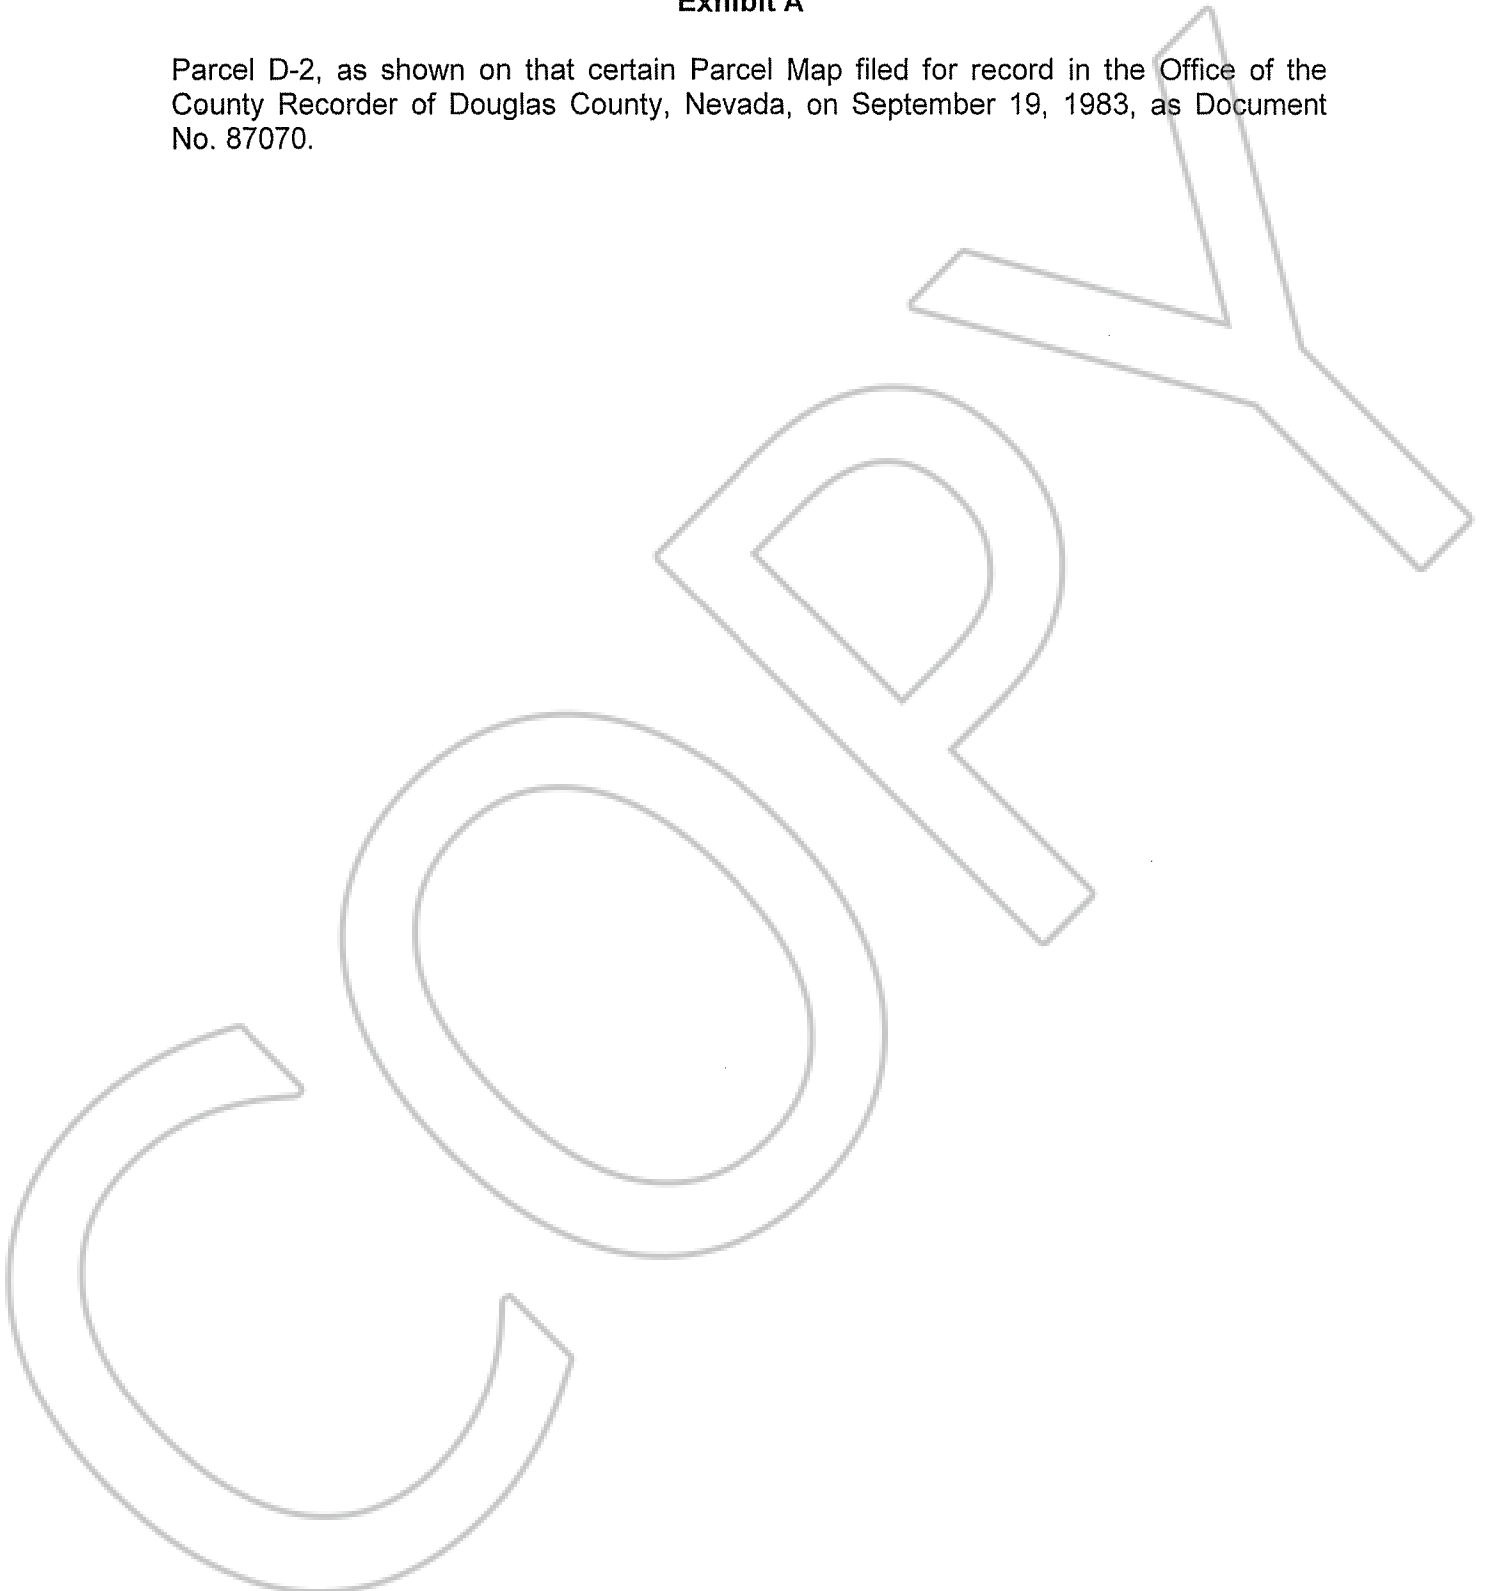 Exhibit A
Parcel D-2, as shown on that certain Parcel Map filed for record in the Office of the
County Recorder of Douglas County, Nevada, on September 19, 1983, as Document
No. 87070.
COPY